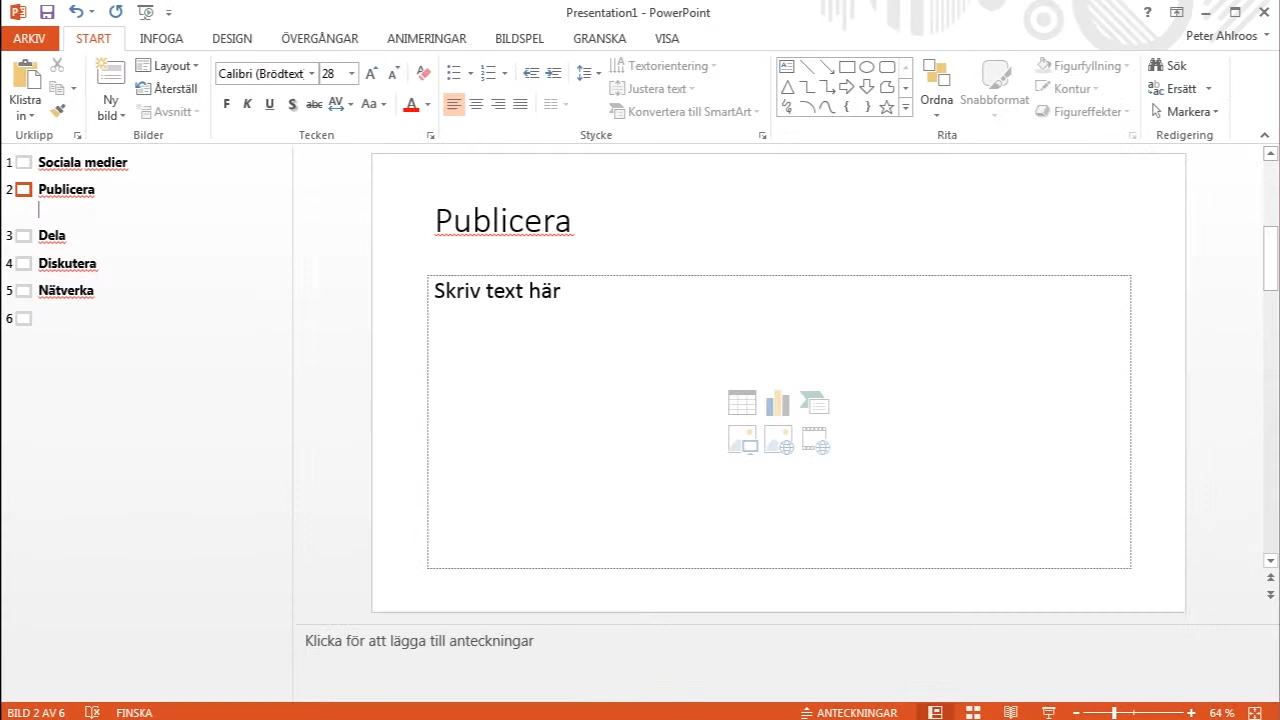 Presentation1 - PowerPoint
?
ARKIV START INFOGA DESIGN ÖVERGÅNGAR ANIMERINGAR BILDSPEL GRANSKA VISA Peter Ahlroos
Klistra in
Urklipp
Ny bild
Layout
Återställ
Avsnitt
Bilder
Calibri (Brödtext 28
F K U S abc AV Aa A
Tecken
Textorientering
Justera text
Konvertera till SmartArt
Stycke
Ordna
Snabbformat
Figurfyllning
Kontur
Figureffekter
Rita
Sök
Ersätt
Markera
Redigering
1 Sociala medier
2 Publicera
3 Dela
4 Diskutera
5 Nätverka
6
Publicera
Skriv text här
Klicka för att lägga till anteckningar
BILD 2 AV 6 FINSKA ANTECKNINGAR 64 %